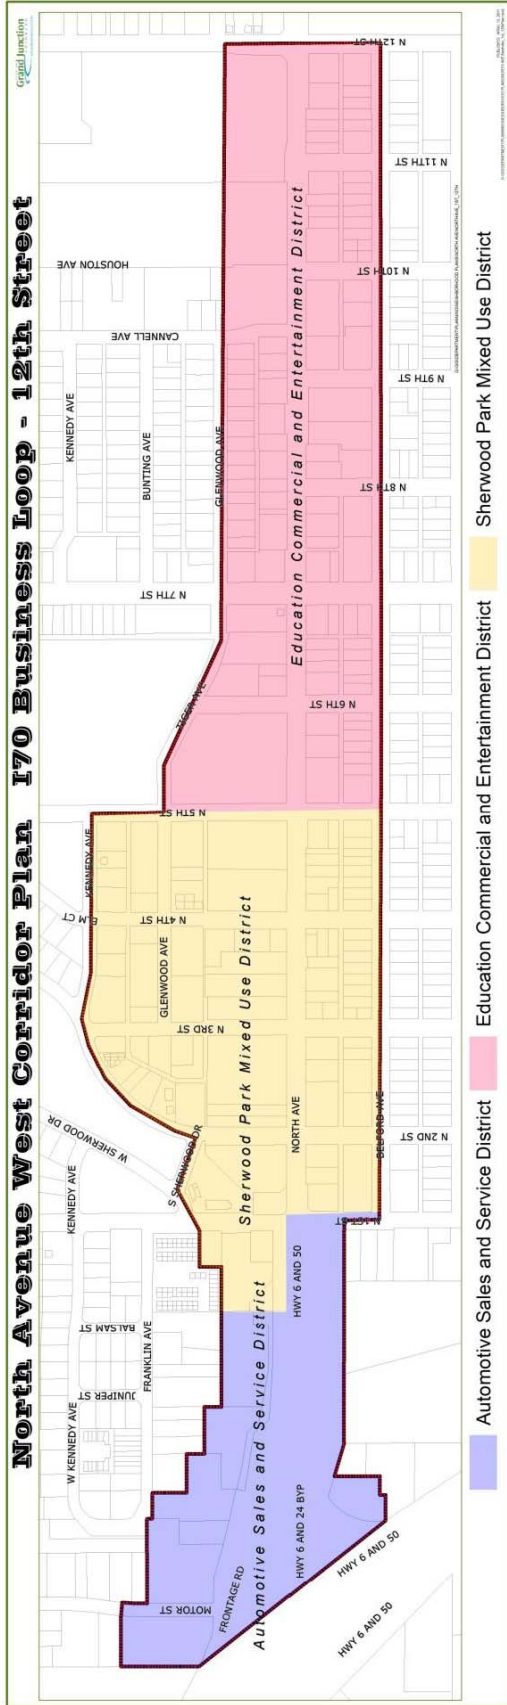 North Avenue West Corridor Plan I70 Business Loop - 12th Street
Grand Junction
W KENNEDY AVE
KENNEDY AVE
KENNEDY AVE
KENNEDY AVE
ELM CT
HOUSTON AVE
CANNELL AVE
JUNIPER ST
BALSAM ST
W SHERWOOD DR
FRANKLIN AVE
BUNTING AVE
N 7TH ST
GLENWOOD AVE
N 4TH ST
N 5TH ST
TIGER AVE
S SHERWOOD DR
N 3RD ST
GLENWOOD AVE
MOTOR ST
FRONTAGE RD
Automotive Sales and Service District
Sherwood Park Mixed Use District
Education Commercial and Entertainment District
HWY 6 AND 24 BYP
HWY 6 AND 50
NORTH AVE
N 6TH ST
N 1ST ST
BELFORD AVE
N 8TH ST
N 10TH ST
N 12TH ST
HWY 6 AND 50
HWY 6 AND 50
N 2ND ST
N 9TH ST
N 11TH ST
Automotive Sales and Service District
Education Commercial and Entertainment District
Sherwood Park Mixed Use District